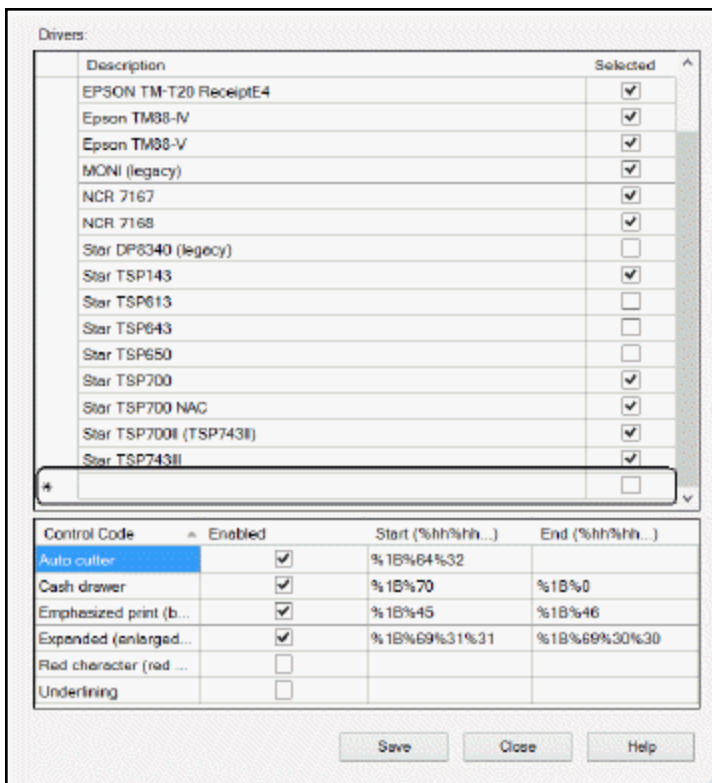 Drivers:
Description Selected
EPSON TM-T20 ReceiptE4
Epson TM88-IV
Epson TM88-V
MONI (legacy)
NCR 7167
NCR 7168
Star DP8340 (legacy)
Star TSP143
Star TSP613
Star TSP643
Star TSP650
Star TSP700
Star TSP700 NAC
Star TSP700II (TSP743II)
Star TSP743III
*
Control Code Enabled Start (%hh%hh...) End (%hh%hh...)
Auto cutter %1B%64%32
Cash drawer %1B%70 %1B%0
Emphasized print (b... %1B%45 %1B%46
Expanded (enlarged... %1B%69%31%31 %1B%69%30%30
Red character (red ...
Underlining
Save Close Help